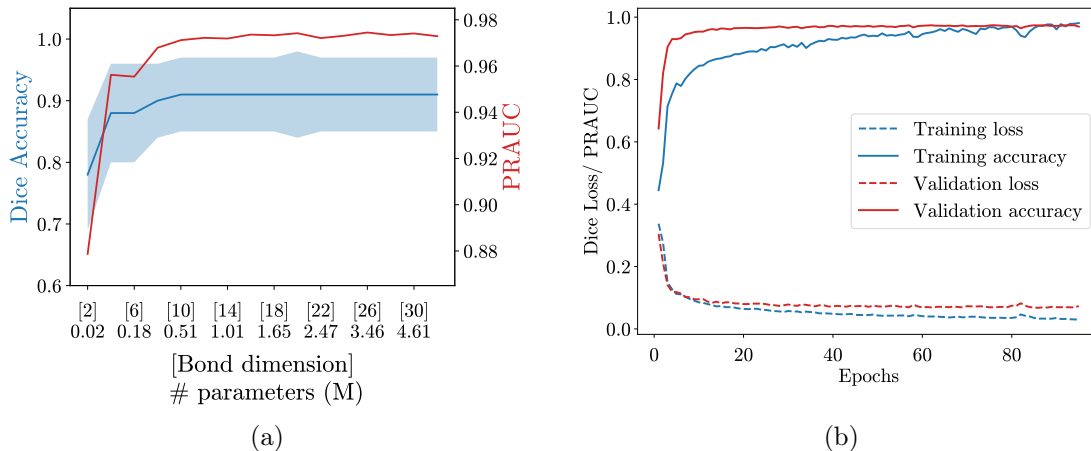 Dice Accuracy
1.0
0.9
0.8
0.7
0.6
0.98
0.96
0.94
0.92
0.90
0.88
PRAUC
[2] [6] [10] [14] [18] [22] [26] [30]
0.02 0.18 0.51 1.01 1.65 2.47 3.46 4.61
[Bond dimension]
# parameters (M)
(a)
Dice Loss/ PRAUC
1.0
0.8
0.6
0.4
0.2
0.0
Training loss
Training accuracy
Validation loss
Validation accuracy
0 20 40 60 80
Epochs
(b)